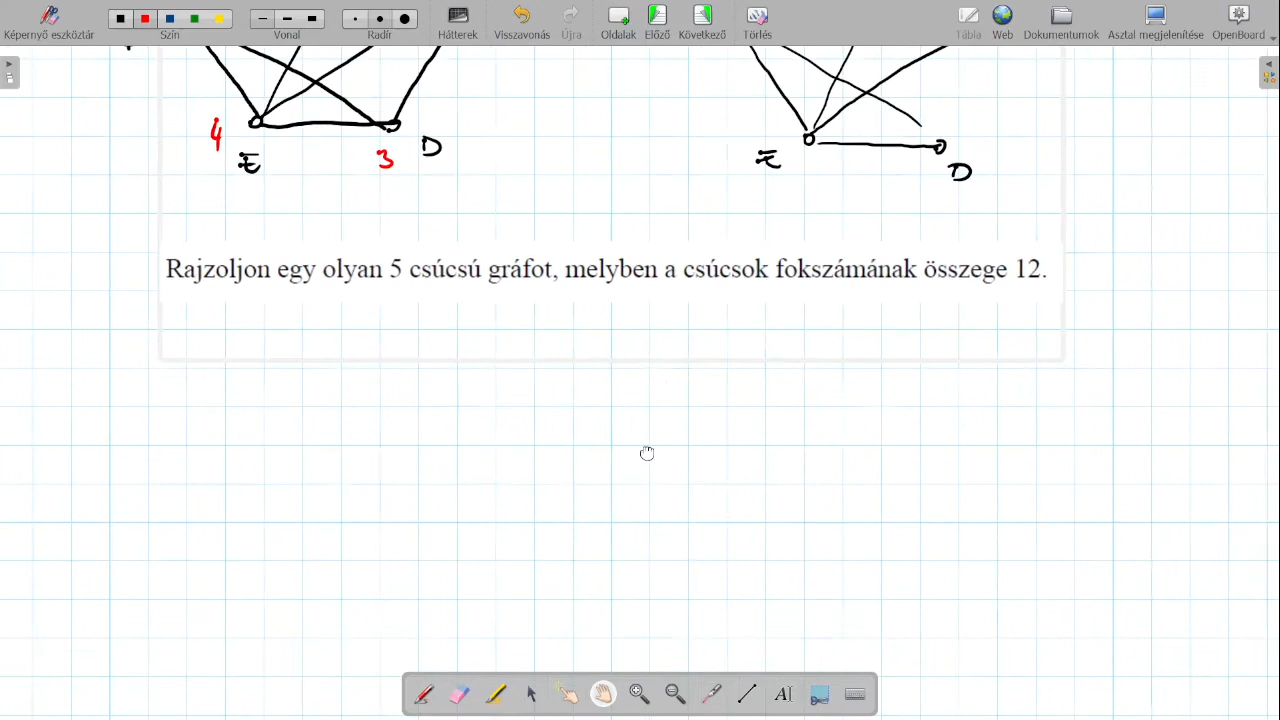 Képernyő eszköztár Szín Vonal Radír Hátterek Visszavonás Újra Oldalak Előző Következő Törlés Tábla Web Dokumentumok Asztal megjelenítése OpenBoard
4 E 3 D
E D
Rajzoljon egy olyan 5 csúcsú gráfot, melyben a csúcsok fokszámának összege 12.